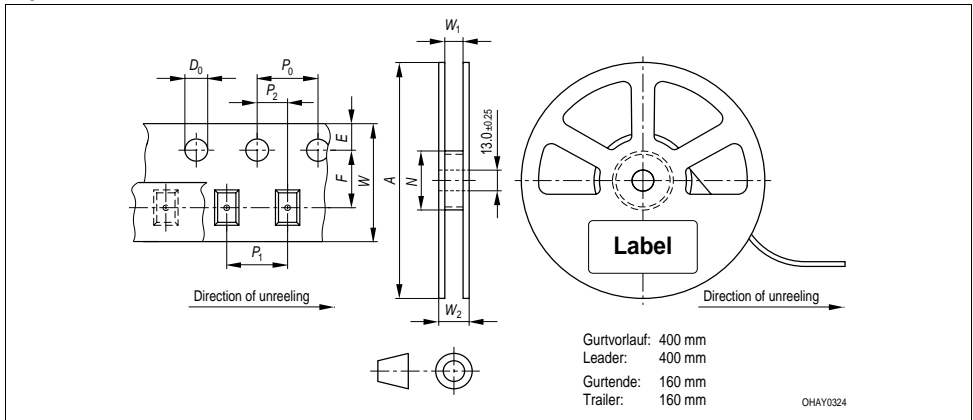 W1
D0
P0
P2
E
F
W
A
N
13.0±0.25
P1
W2
Label
Direction of unreeling
Direction of unreeling
Gurtvorlauf: 400 mm
Leader: 400 mm
Gurtende: 160 mm
Trailer: 160 mm
OHAY0324